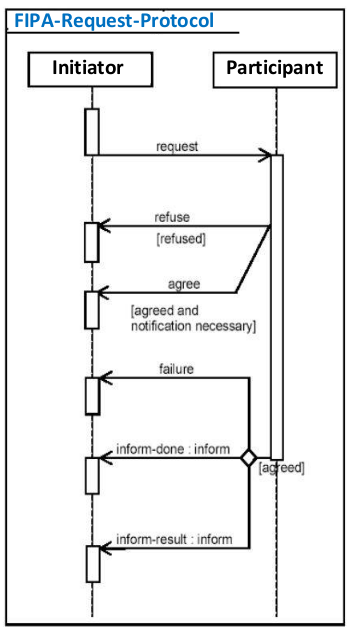 FIPA-Request-Protocol
Initiator
Participant
request
refuse
[refused]
agree
[agreed and
notification necessary]
failure
inform-done : inform
[agreed]
inform-result : inform